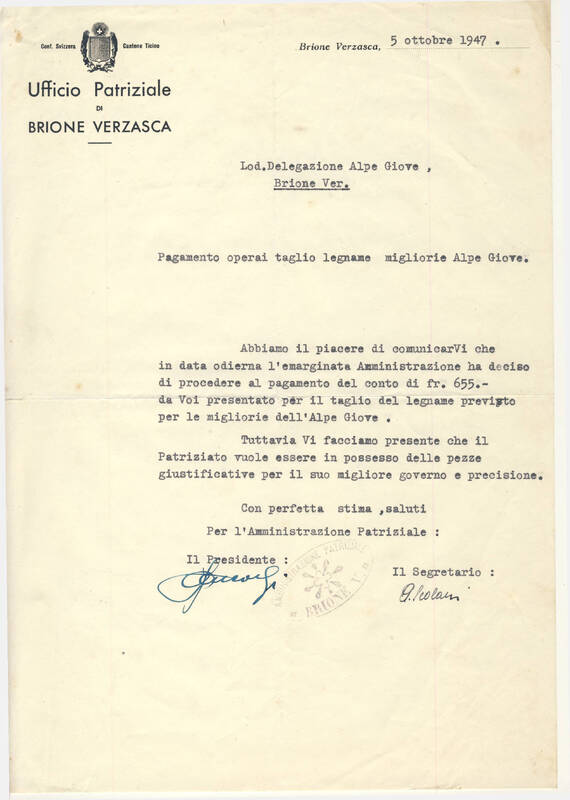 Conf. Svizzera Cantone Ticino
Brione Verzasca, 5 ottobre 1947 .
Ufficio Patriziale
DI
BRIONE VERZASCA
Lod.Delegazione Alpe Giove ,
Brione Ver.
Pagamento operai taglio legname migliorie Alpe Giove.
Abbiamo il piacere di comunicarVi che
in data odierna l'emarginata Amministrazione ha deciso
di procedere al pagamento del conto di fr. 655.-
da Voi presentato per il taglio del legname previsto
per le migliorie dell'Alpe Giove .
Tuttavia Vi facciamo presente che il
Patriziato vuole essere in possesso delle pezze
giustificative per il suo migliore governo e precisione.
Con perfetta stima ,saluti
Per l'Amministrazione Patriziale :
Il Presidente :
AMMINISTRAZIONE PATRIZIALE
BRIONE V.
Il Segretario :